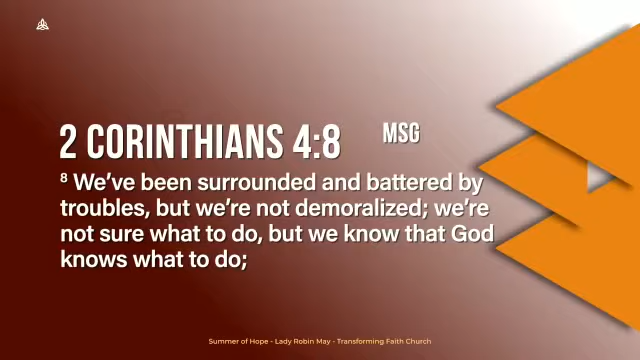 2 CORINTHIANS 4:8 MSG
8 We've been surrounded and battered by
troubles, but we're not demoralized; we're
not sure what to do, but we know that God
knows what to do;
Summer of Hope - Lady Robin May - Transforming Faith Church